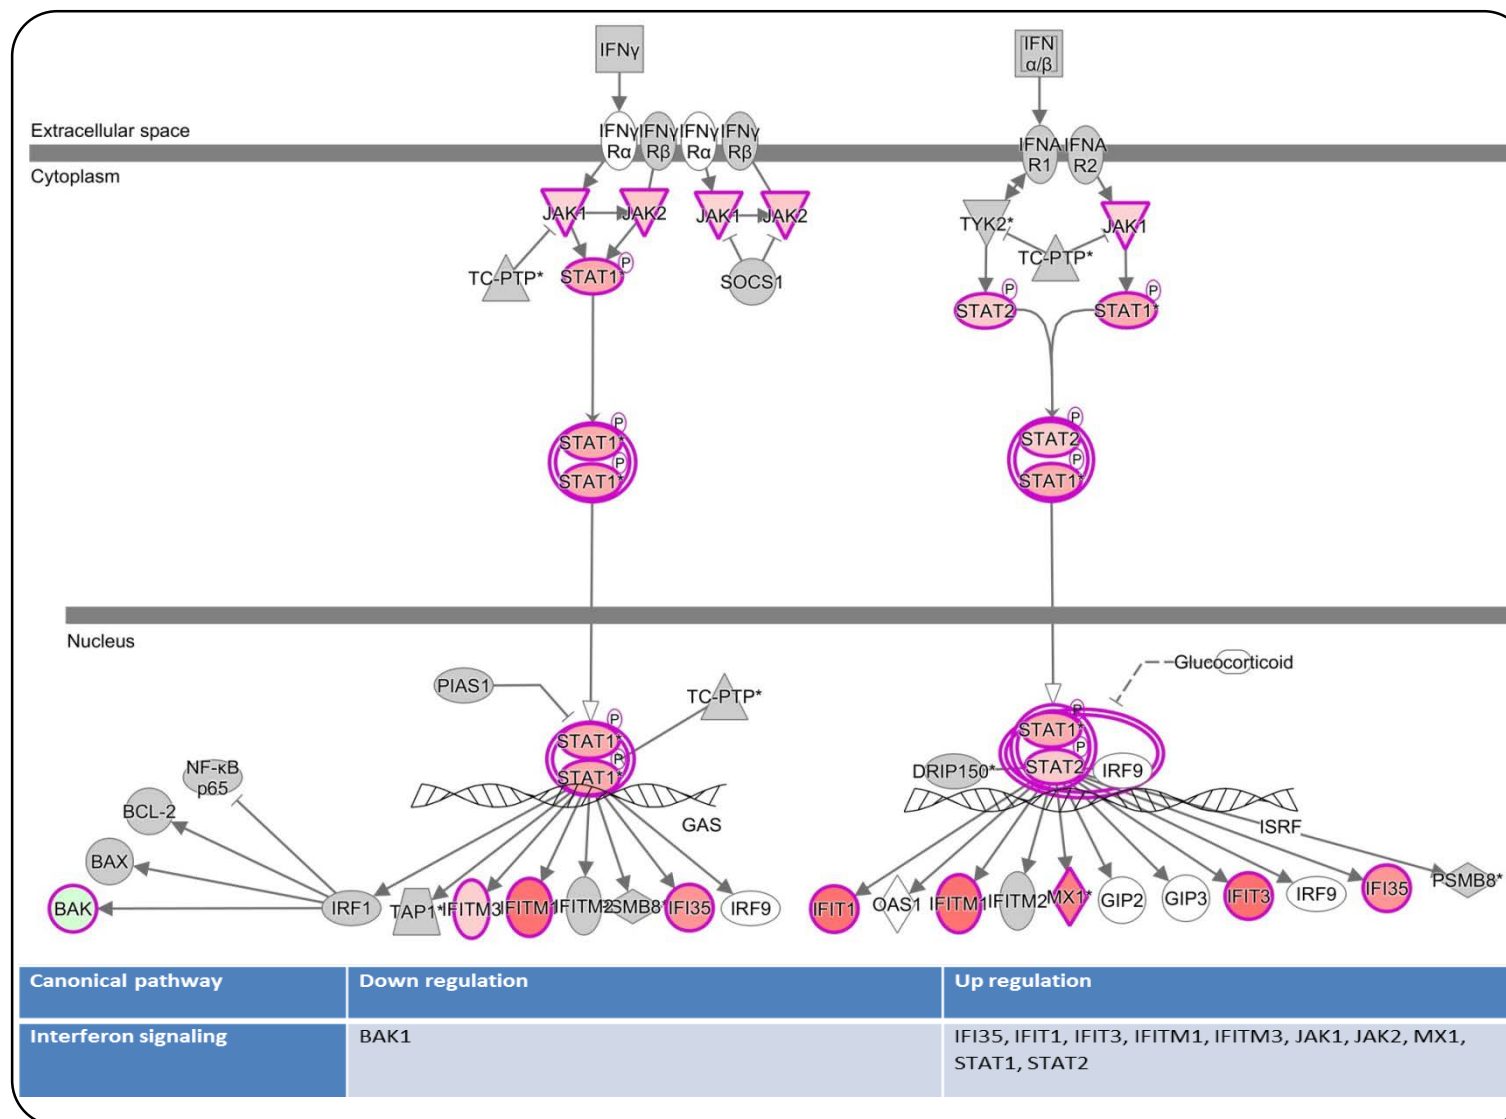 IFNγ
IFN
α/β
Extracellular space
IFNγ
Rα
IFNγ
Rβ
IFNγ
Rα
IFNγ
Rβ
IFNA
R1
IFNA
R2
Cytoplasm
JAK1
JAK2
JAK1
JAK2
TYK2*
JAK1
TC-PTP*
STAT1*
P
SOCS1
TC-PTP*
STAT2
P
STAT1*
P
STAT1*
P
STAT1*
P
STAT2
P
STAT1*
P
Nucleus
Glucocorticoid
PIAS1
TC-PTP*
STAT1*
P
STAT1*
P
STAT1*
P
STAT2
P
IRF9
DRIP150*
NF-κB
p65
BCL-2
BAX
GAS
ISRE
BAK
IRF1
TAP1*
IFITM3
IFITM1
IFITM2
PSMB8*
IFI35
IRF9
IFIT1
OAS1
IFITM1
IFITM2
MX1*
GIP2
GIP3
IFIT3
IRF9
IFI35
PSMB8*
Canonical pathway
Down regulation
Up regulation
Interferon signaling
BAK1
IFI35, IFIT1, IFIT3, IFITM1, IFITM3, JAK1, JAK2, MX1,
STAT1, STAT2